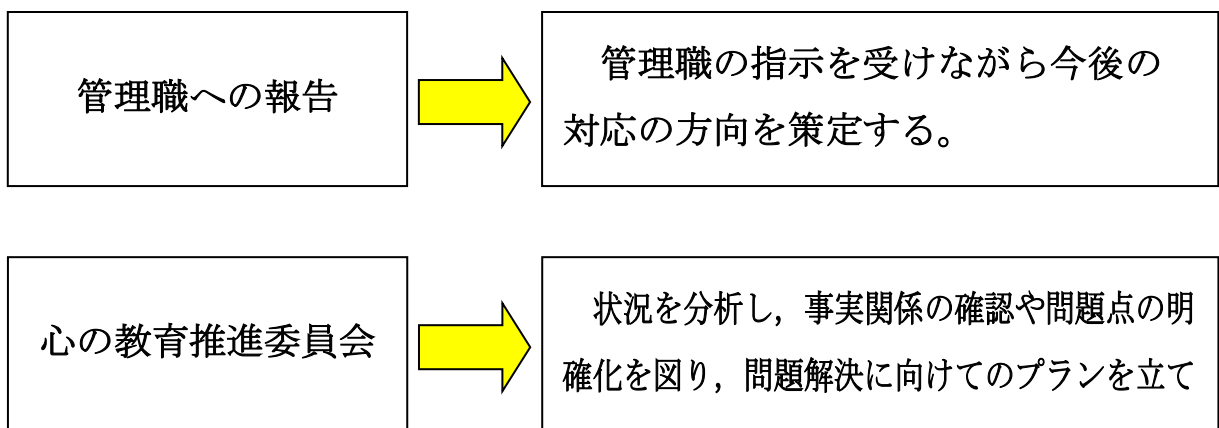 管理職への報告
管理職の指示を受けながら今後の
対応の方向を策定する。
心の教育推進委員会
状況を分析し，事実関係の確認や問題点の明
確化を図り，問題解決に向けてのプランを立て